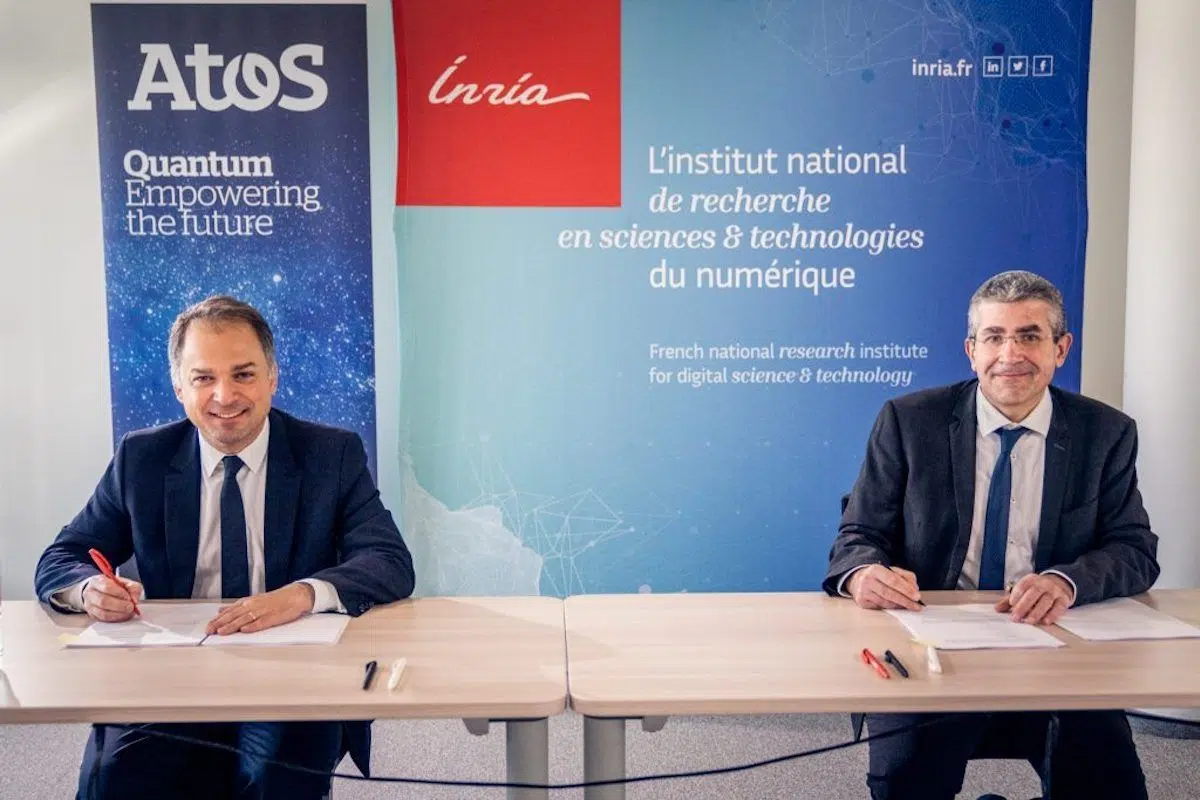 Atos
Quantum
Empowering
the future
Inria
inria.fr
L'institut national
de recherche
en sciences & technologies
du numérique
French national research institute
for digital science & technology